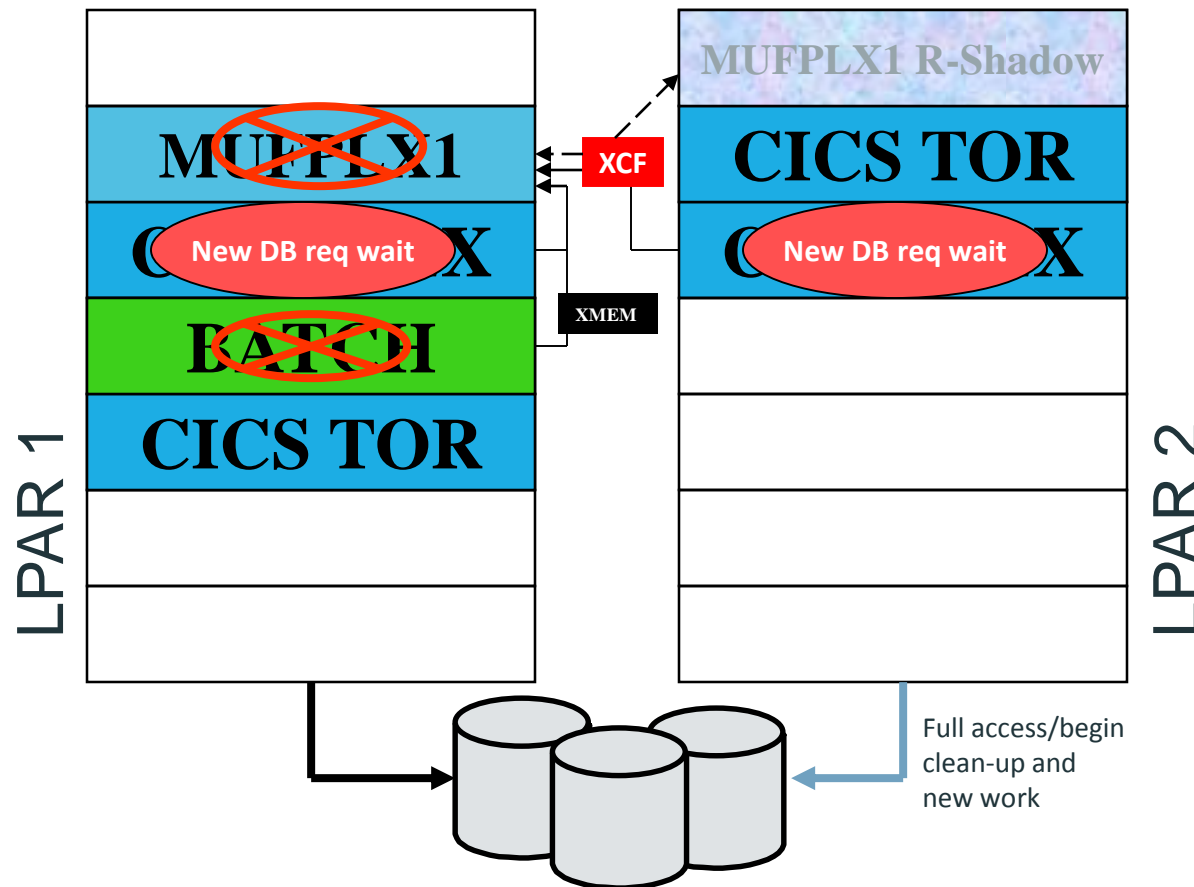 MUFPLX1 R-Shadow
MUFPLX1
CICS TOR
XCF
New DB req wait
New DB req wait
XMEM
BATCH
CICS TOR
LPAR 1
LPAR 2
Full access/begin
clean-up and
new work